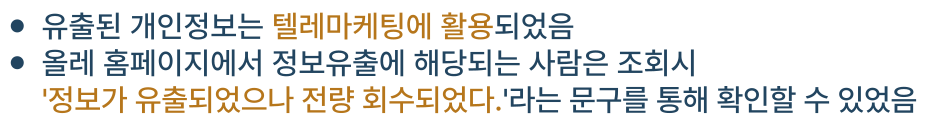 • 유출된 개인정보는 텔레마케팅에 활용되었음
• 올레 홈페이지에서 정보유출에 해당되는 사람은 조회시
'정보가 유출되었으나 전량 회수되었다.'라는 문구를 통해 확인할 수 있었음